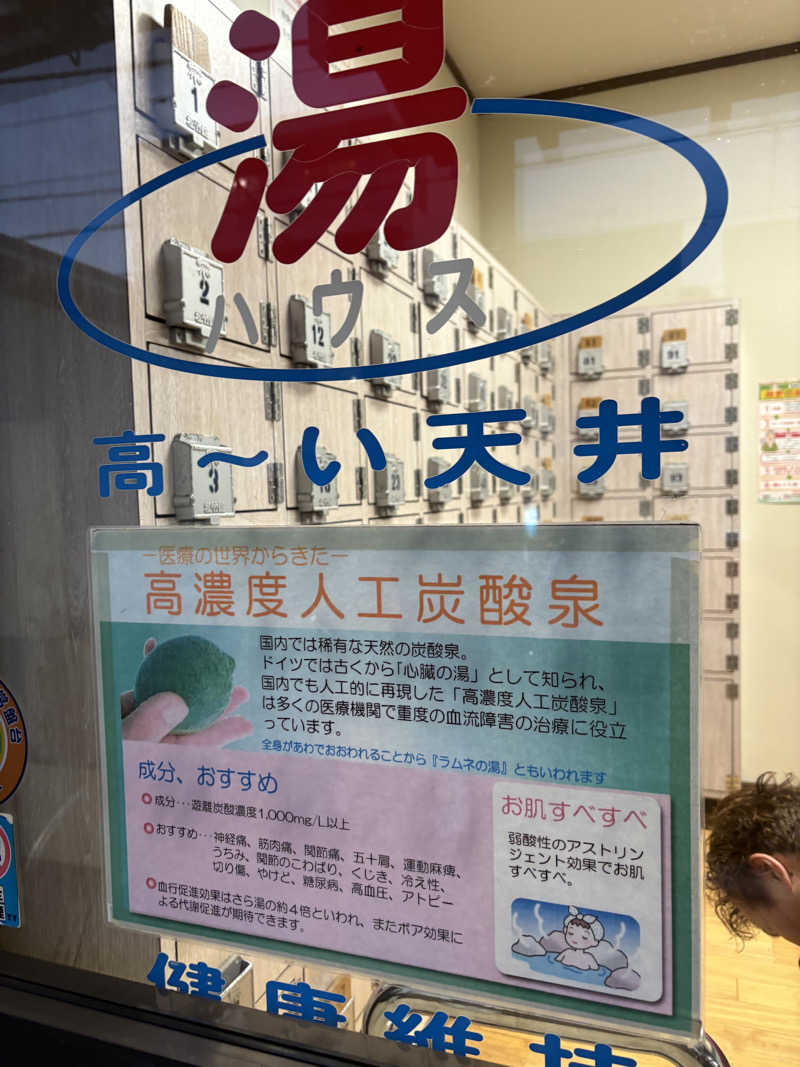 湯
ハウス
高～い天井
ー医療の世界からきたー
高濃度人工炭酸泉
国内では稀有な天然の炭酸泉。
ドイツでは古くから「心臓の湯」として知られ、
国内でも人工的に再現した「高濃度人工炭酸泉」
は多くの医療機関で重度の血流障害の治療に役立
っています。
全身があわでおおわれることから『ラムネの湯』ともいわれます
成分、おすすめ
成分･･･遊離炭酸濃度1,000mg/L以上
おすすめ･･･神経痛、筋肉痛、関節痛、五十肩、運動麻痺、
うちみ、関節のこわばり、くじき、冷え性、
切り傷、やけど、糖尿病、高血圧、アトピー
血行促進効果はさら湯の約4倍といわれ、またボア効果に
よる代謝促進が期待できます。
お肌すべすべ
弱酸性のアストリン
ジェント効果でお肌
すべすべ。
健康維持
1
2
12
3
13
23